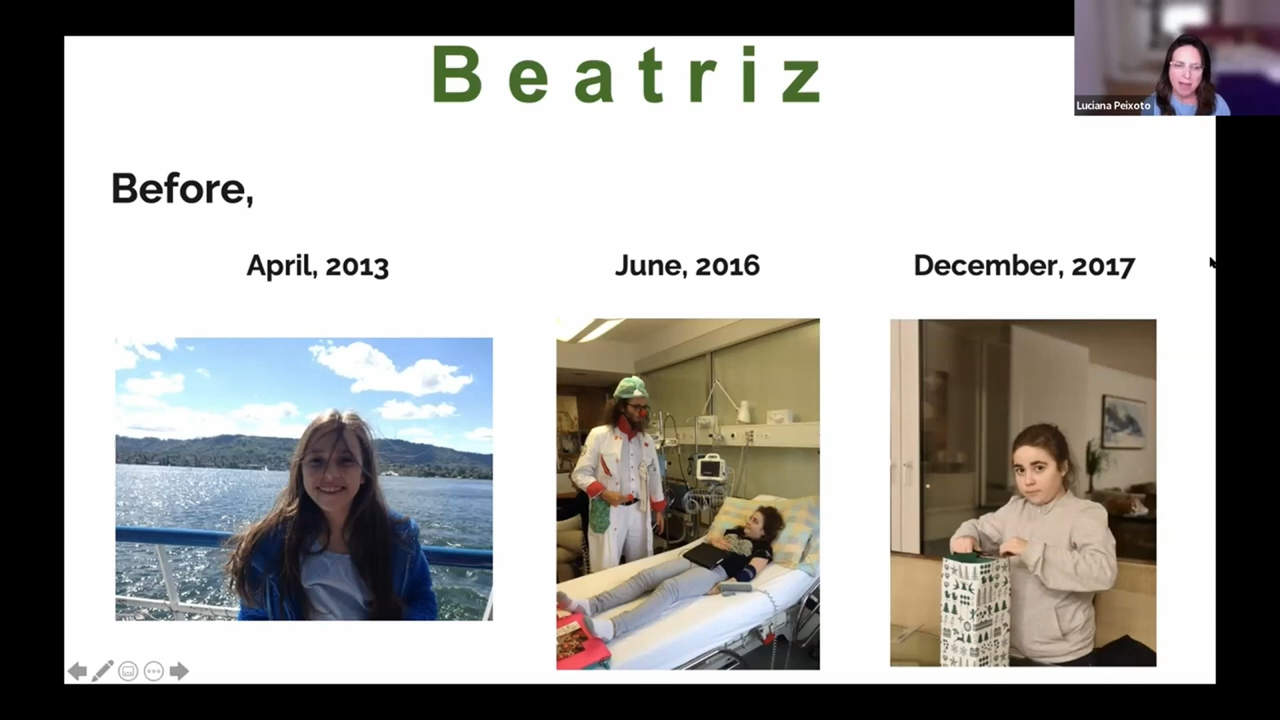 Beatriz
Luciana Peixoto
Before,
April, 2013
June, 2016
December, 2017